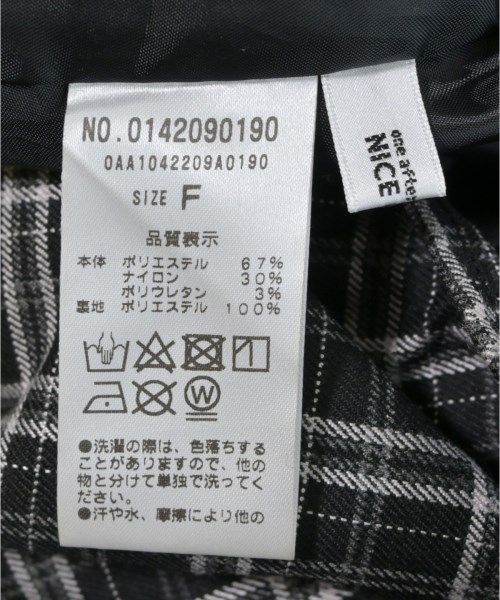 NO.0142090190
0AA1042209A0190
SIZE F
品質表示
本体 ポリエステル 67%
ナイロン 30%
ポリウレタン 3%
裏地 ポリエステル 100%
W
●洗濯の際は、色落ちする
ことがありますので、他の
物と分けて単独で洗ってく
ださい。
●汗や水、摩擦により他の
one after
NICE